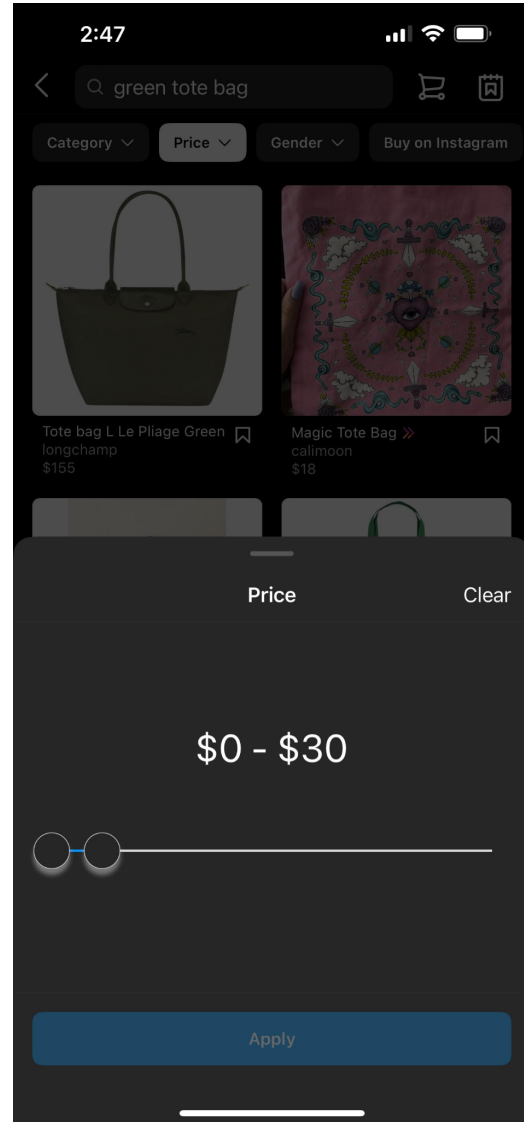 2:47
green tote bag
Category Price Gender Buy on Instagram
Tote bag L Le Pliage Green
longchamp
$155
Magic Tote Bag
calimoon
$18
Price Clear
$0 - $30
Apply